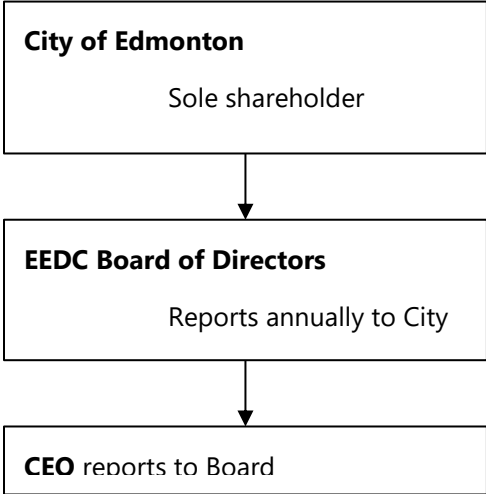 City of Edmonton
Sole shareholder
EEDC Board of Directors
Reports annually to City
CEO reports to Board